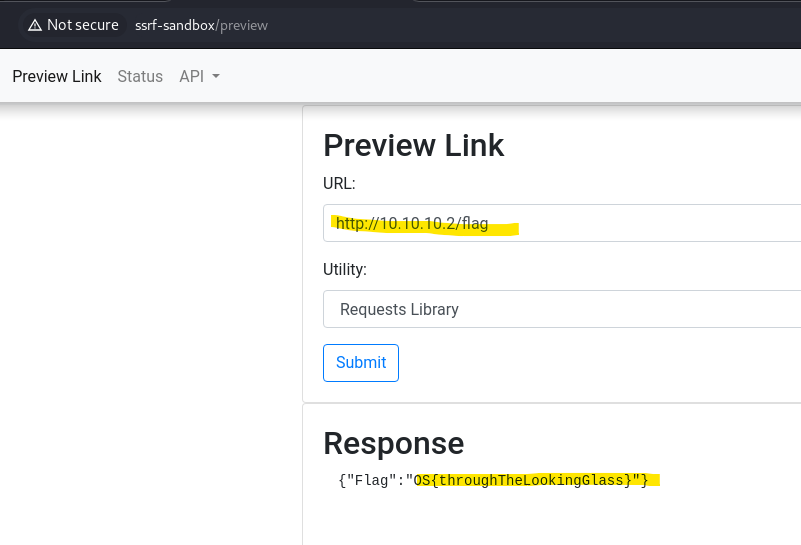 Not secure ssrf-sandbox/preview
Preview Link Status API
Preview Link
URL:
http://10.10.10.2/flag
Utility:
Requests Library
Submit
Response
{"Flag":"OS{throughTheLookingGlass}"}